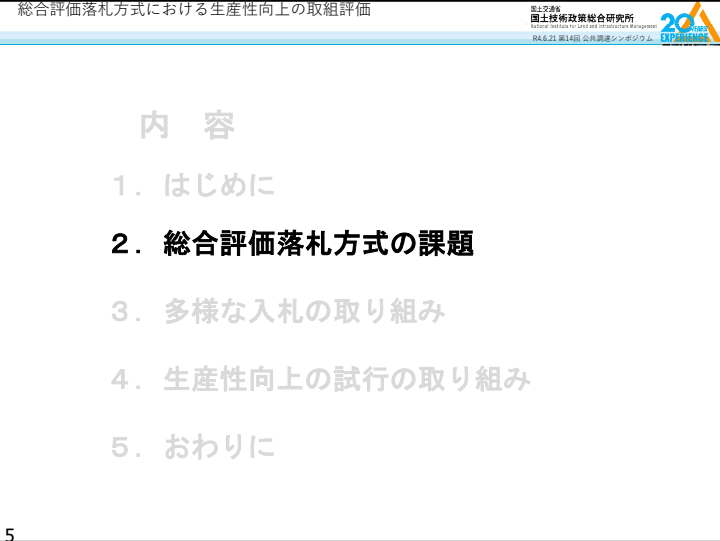 総合評価落札方式における生産性向上の取組評価
国土交通省
国土技術政策総合研究所
National Institute for Land and Infrastructure Management
R4.6.21 第14回 公共調達シンポジウム
20 YEARS
EXPERIENCE
内 容
１．はじめに
２．総合評価落札方式の課題
３．多様な入札の取り組み
４．生産性向上の試行の取り組み
５．おわりに
5